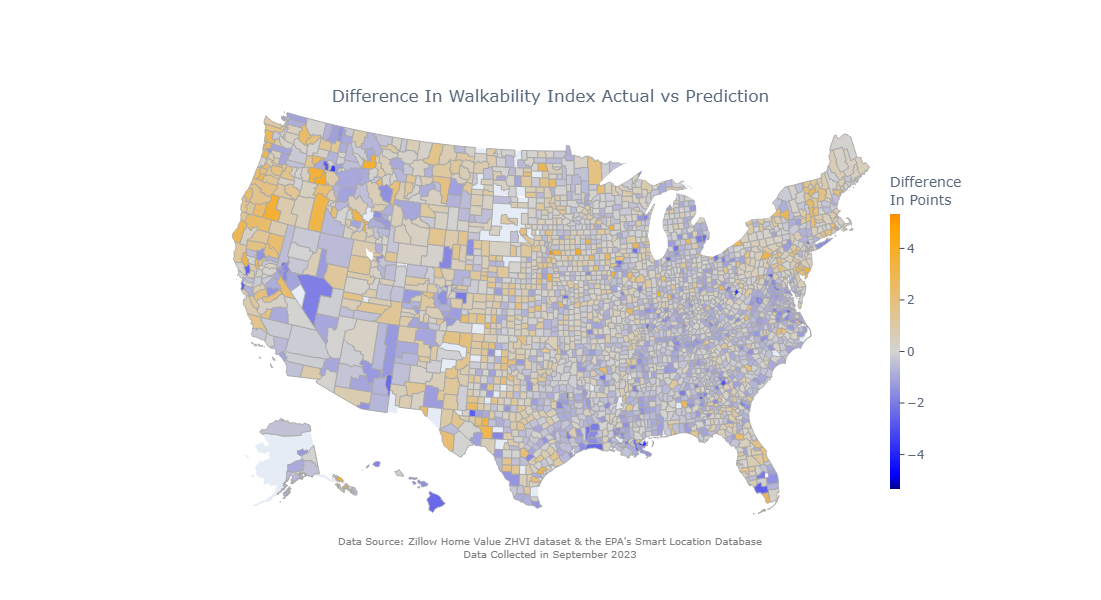 Difference In Walkability Index Actual vs Prediction
Difference
In Points
4
2
0
−2
−4
Data Source: Zillow Home Value ZHVI dataset & the EPA's Smart Location Database
Data Collected in September 2023